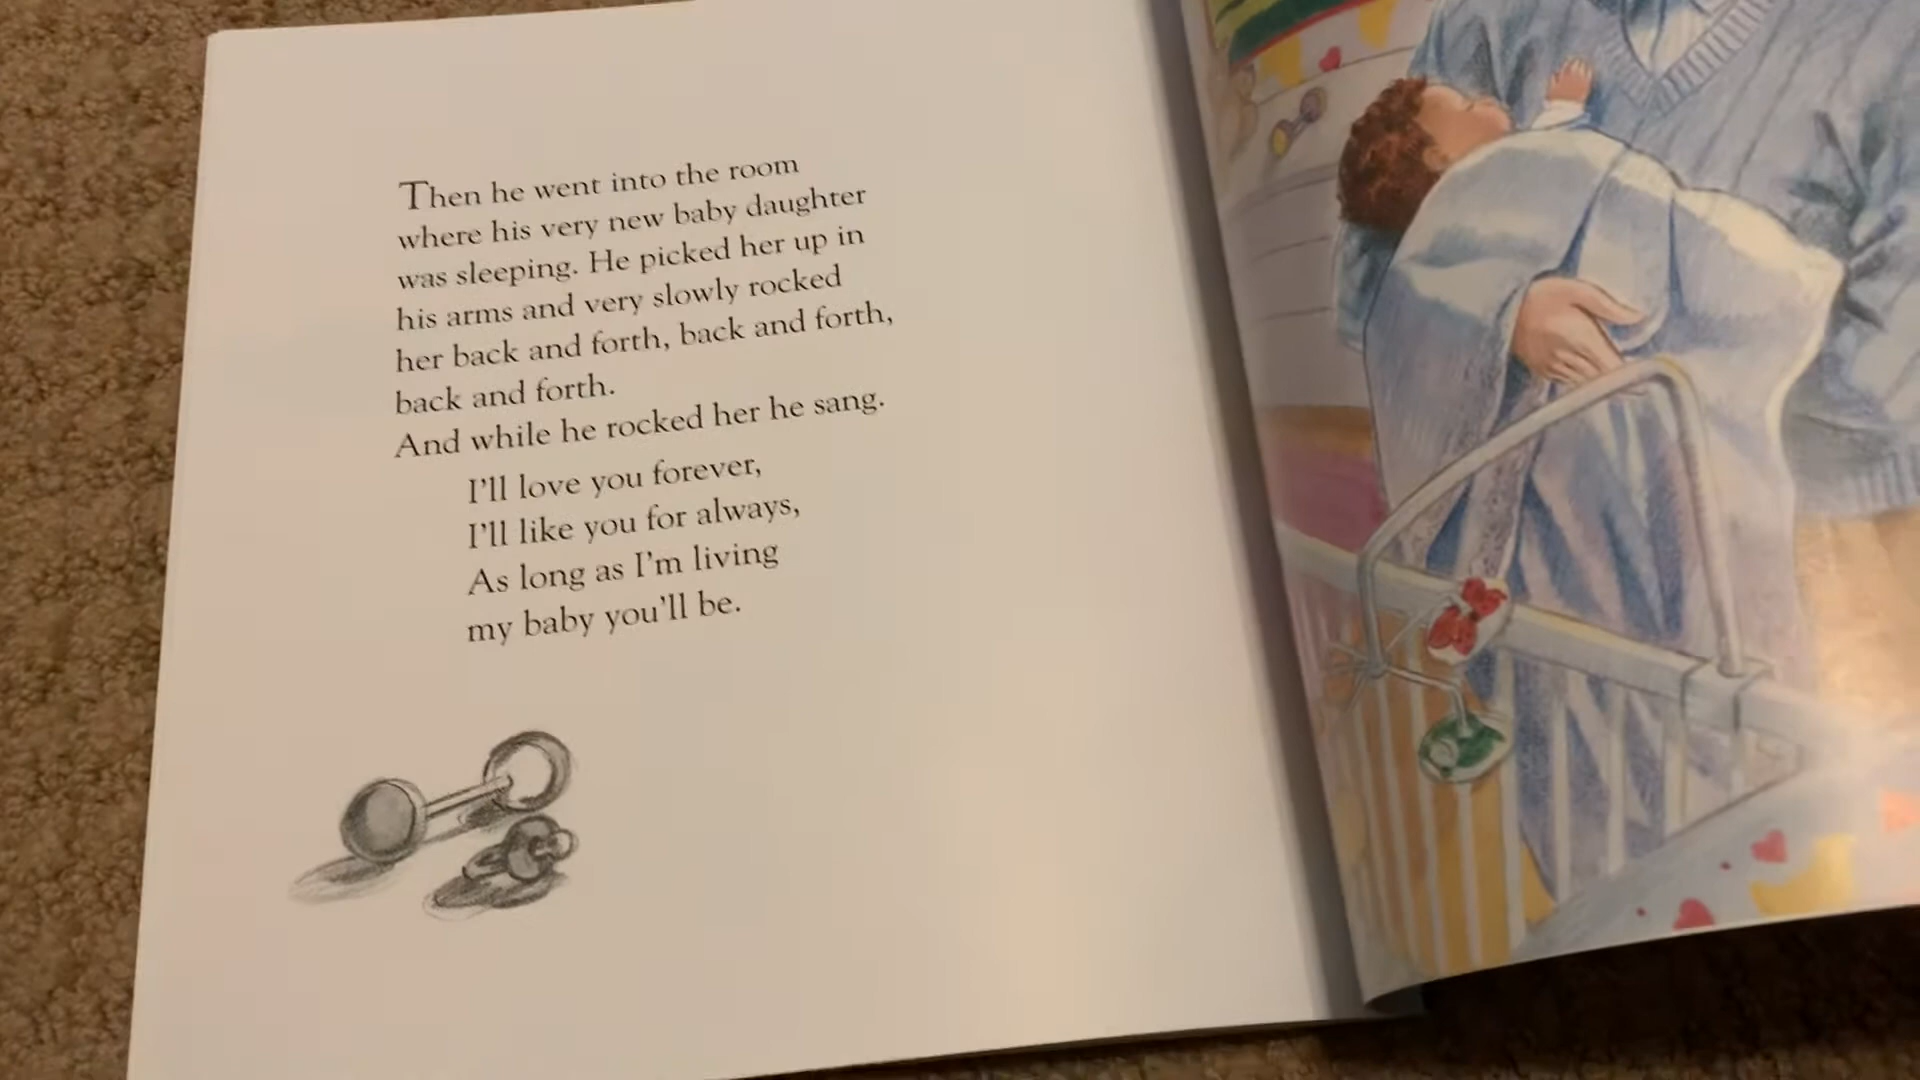 Then he went into the room
where his very new baby daughter
was sleeping. He picked her up in
his arms and very slowly rocked
her back and forth, back and forth,
back and forth.
And while he rocked her he sang.
I'll love you forever,
I'll like you for always,
As long as I'm living
my baby you'll be.